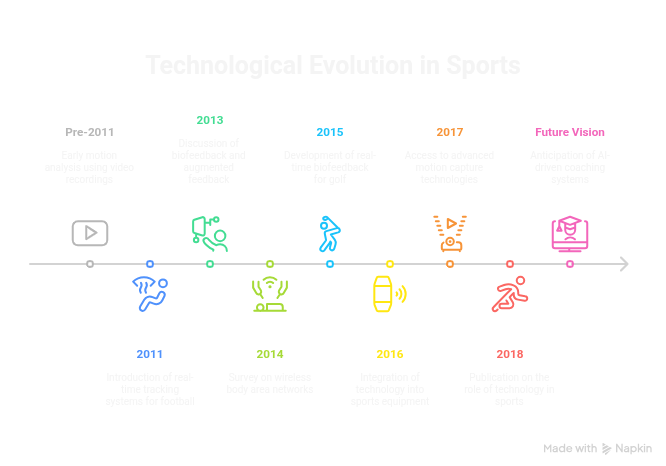 Technological Evolution in Sports
Pre-2011
Early motion
analysis using video
recordings
2011
Introduction of real-
time tracking
systems for football
2013
Discussion of
biofeedback and
augmented
feedback
2014
Survey on wireless
body area networks
2015
Development of real-
time biofeedback
for golf
2016
Integration of
technology into
sports equipment
2017
Access to advanced
motion capture
technologies
2018
Publication on the
role of technology in
sports
Future Vision
Anticipation of AI-
driven coaching
systems
Made with Napkin